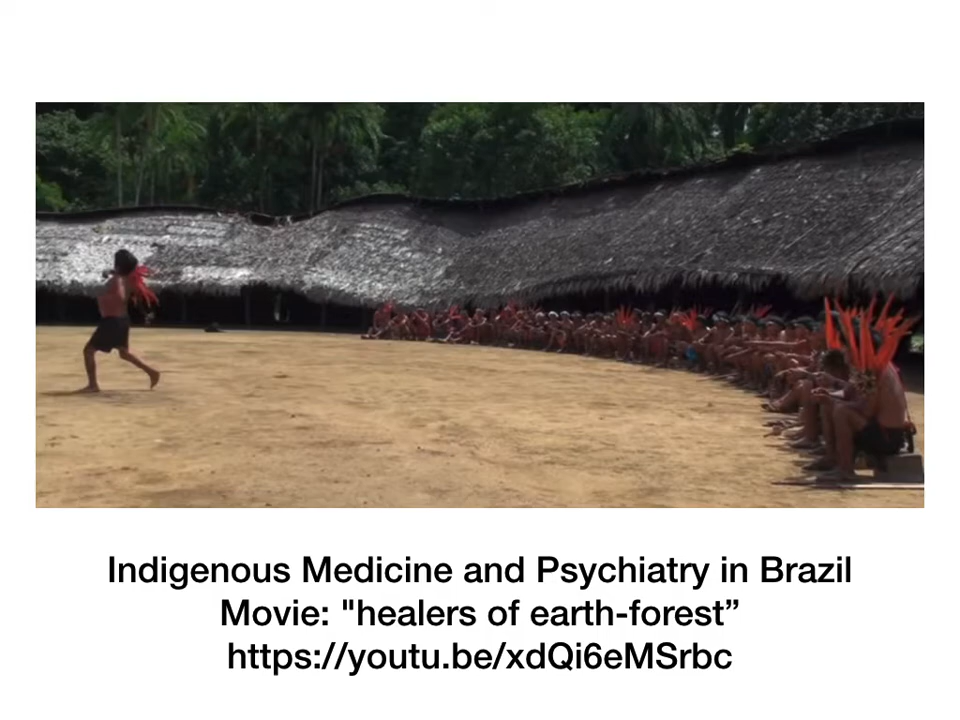 Indigenous Medicine and Psychiatry in Brazil
Movie: "healers of earth-forest”
https://youtu.be/xdQi6eMSrbc